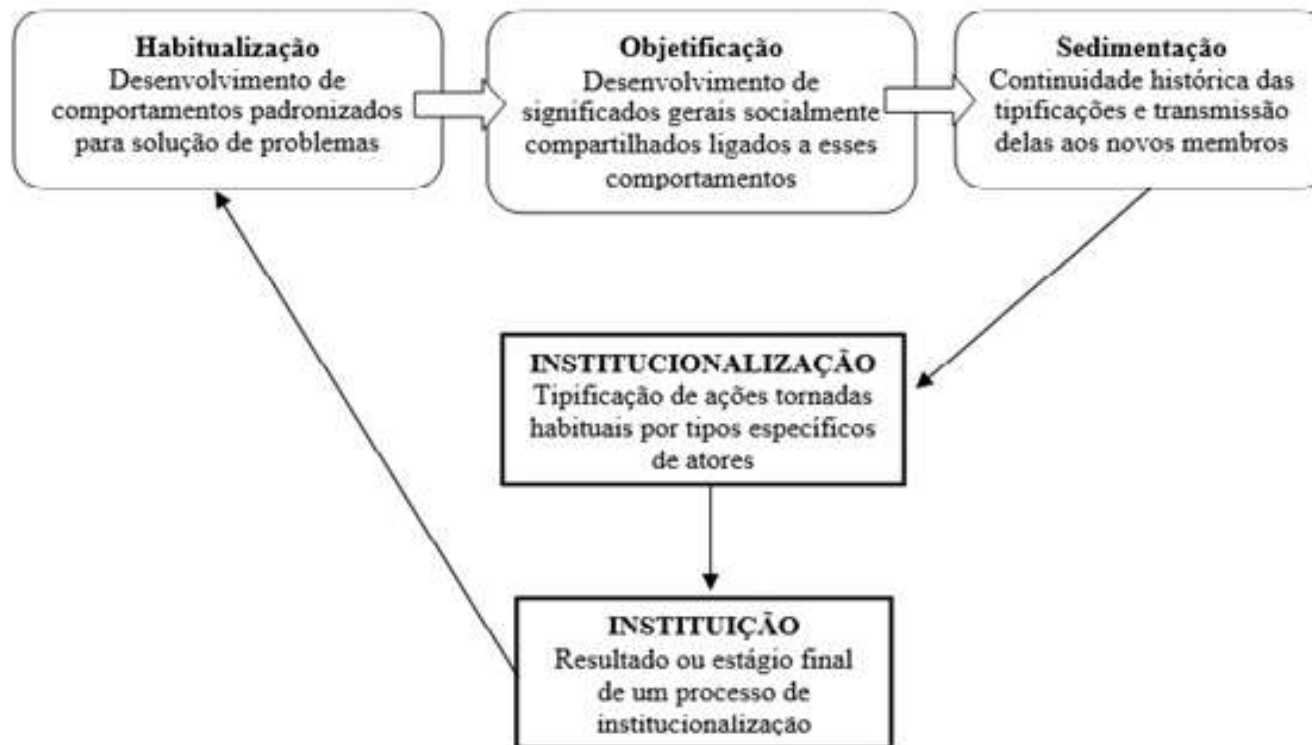 Habitualização
Desenvolvimento de
comportamentos padronizados
para solução de problemas
Objetificação
Desenvolvimento de
significados gerais socialmente
compartilhados ligados a esses
comportamentos
Sedimentação
Continuidade histórica das
tipificações e transmissão
delas aos novos membros
INSTITUCIONALIZAÇÃO
Tipificação de ações tornadas
habituais por tipos específicos
de atores
INSTITUIÇÃO
Resultado ou estágio final
de um processo de
institucionalização